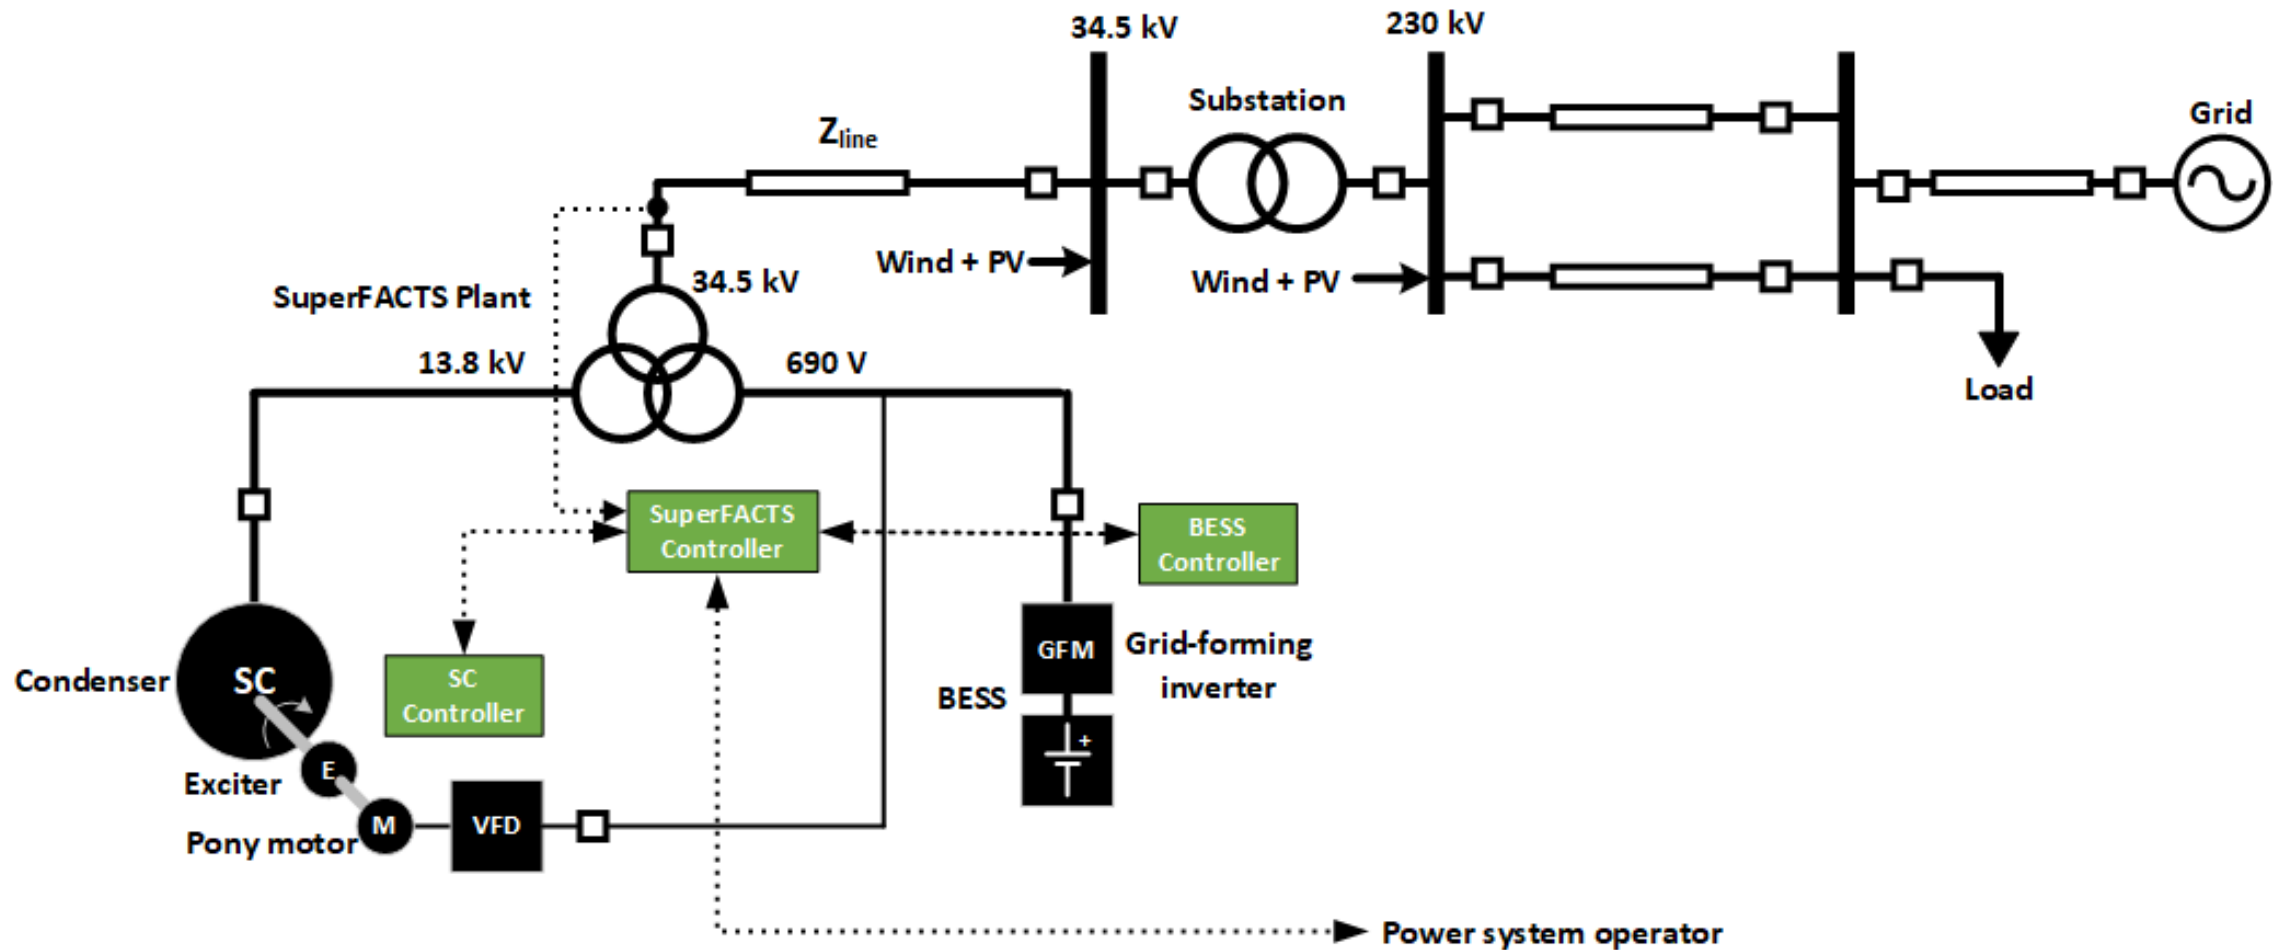 34.5 kV
230 kV
Substation
Grid
Zline
Wind + PV
Wind + PV
SuperFACTS Plant
34.5 kV
13.8 kV
690 V
Load
SuperFACTS
Controller
BESS
Controller
Condenser
SC
SC
Controller
GFM
Grid-forming
inverter
BESS
+
Exciter
E
Pony motor
M
VFD
Power system operator